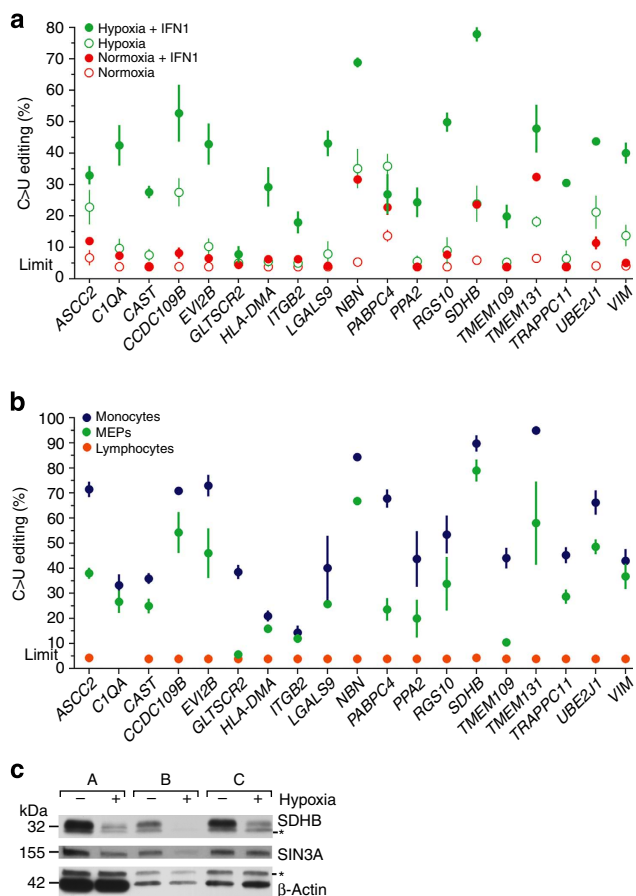 a
Hypoxia + IFN1
Hypoxia
Normoxia + IFN1
Normoxia
C>U editing (%)
80
70
60
50
40
30
20
10
Limit
0
ASCC2
C1QA
CAST
CCDC109B
EVI2B
GLTSCR2
HLA-DMA
ITGB2
LGALS9
NBN
PABPC4
PPA2
RGS10
SDHB
TMEM109
TMEM131
TRAPPC11
UBE2J1
VIM
b
Monocytes
MEPs
Lymphocytes
C>U editing (%)
100
90
80
70
60
50
40
30
20
10
Limit
0
ASCC2
C1QA
CAST
CCDC109B
EVI2B
GLTSCR2
HLA-DMA
ITGB2
LGALS9
NBN
PABPC4
PPA2
RGS10
SDHB
TMEM109
TMEM131
TRAPPC11
UBE2J1
VIM
c
A B C
kDa – + – + – + Hypoxia
32 SDHB
*
155 SIN3A
*
42 β-Actin